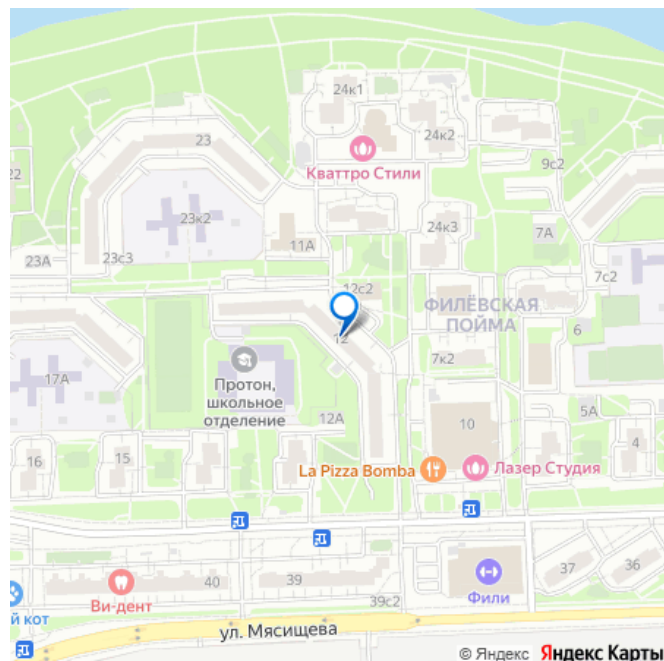 24к1
24к2
23
Кваттро Стили
9с2
22
23к2
24к3
7А
11А
23А
23с3
7с2
12с2
ФИЛЁВСКАЯ
ПОЙМА
6
12
7к2
17А
Протон,
школьное
отделение
5А
12А
10
4
16
15
La Pizza Bomba
Лазер Студия
37
36
40
39
Ви-дент
Фили
39с2
й кот
ул. Мясищева
© Яндекс Яндекс Карты